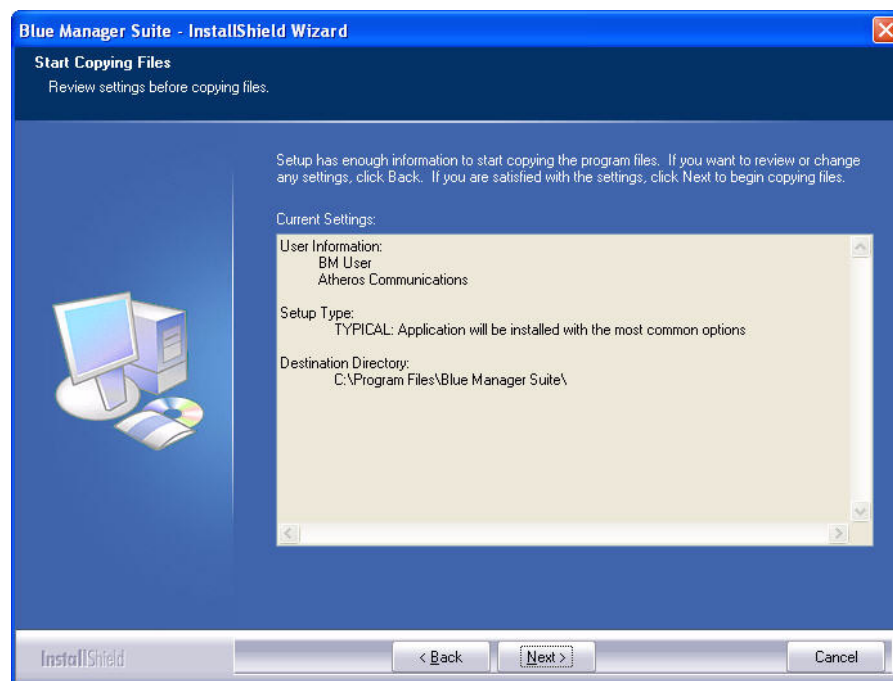 Blue Manager Suite - InstallShield Wizard
Start Copying Files
Review settings before copying files.
Setup has enough information to start copying the program files. If you want to review or change
any settings, click Back. If you are satisfied with the settings, click Next to begin copying files.
Current Settings:
User Information:
BM User
Atheros Communications
Setup Type:
TYPICAL: Application will be installed with the most common options
Destination Directory:
C:\Program Files\Blue Manager Suite\
InstallShield
< Back
Next >
Cancel